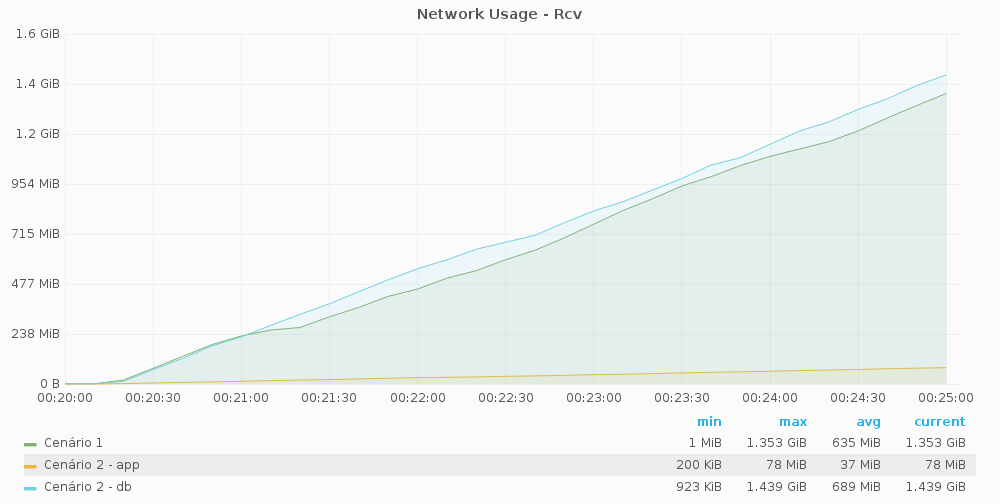 Network Usage - Rcv
1.6 GiB
1.4 GiB
1.2 GiB
954 MiB
715 MiB
477 MiB
238 MiB
0 B
00:20:00 00:20:30 00:21:00 00:21:30 00:22:00 00:22:30 00:23:00 00:23:30 00:24:00 00:24:30 00:25:00
min max avg current
Cenário 1 1 MiB 1.353 GiB 635 MiB 1.353 GiB
Cenário 2 - app 200 KiB 78 MiB 37 MiB 78 MiB
Cenário 2 - db 923 KiB 1.439 GiB 689 MiB 1.439 GiB